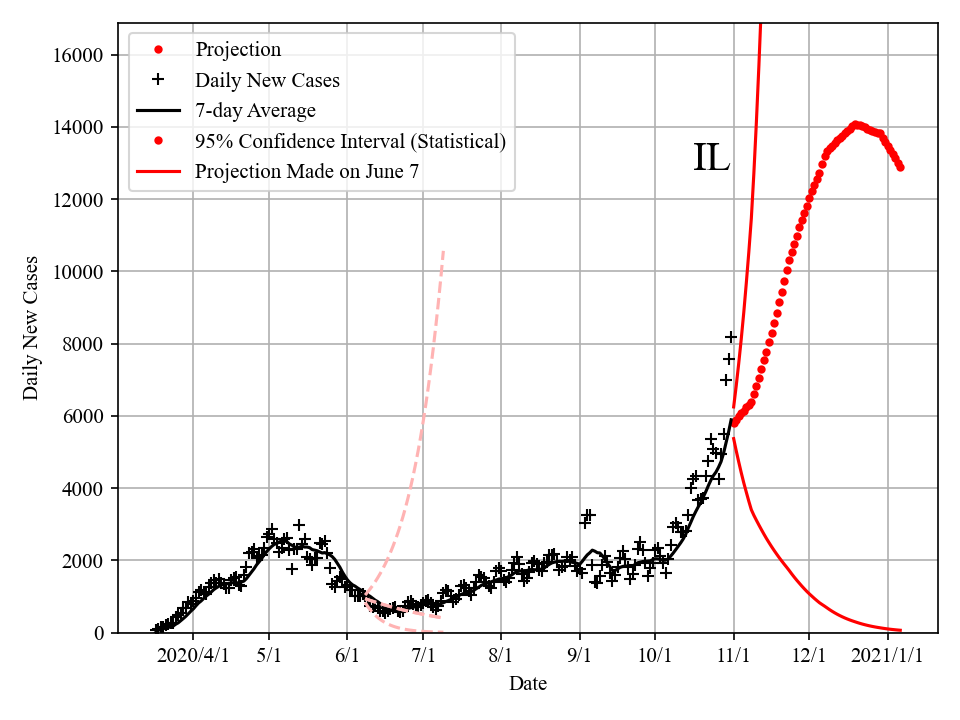 16000
14000
12000
10000
8000
6000
4000
2000
0
Daily New Cases
Projection
Daily New Cases
7-day Average
95% Confidence Interval (Statistical)
Projection Made on June 7
IL
2020/4/1 5/1 6/1 7/1 8/1 9/1 10/1 11/1 12/1 2021/1/1
Date